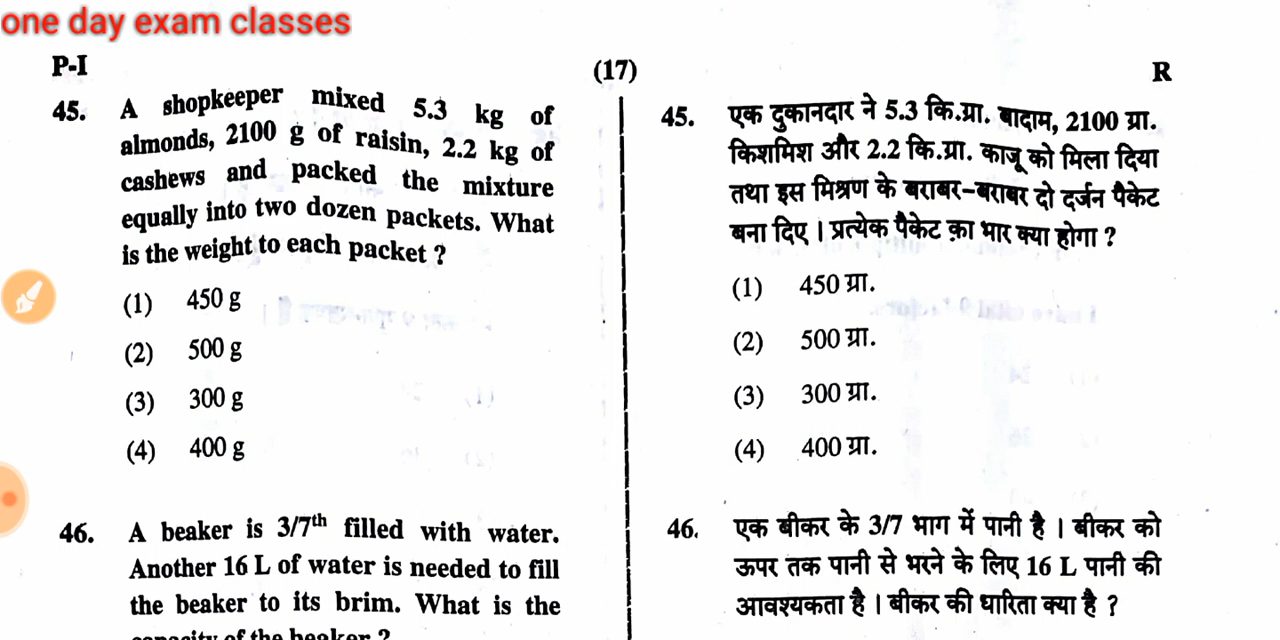 one day exam classes
P-I
(17)
R
45. A shopkeeper mixed 5.3 kg of
almonds, 2100 g of raisin, 2.2 kg of
cashews and packed the mixture
equally into two dozen packets. What
is the weight to each packet ?
(1) 450 g
(2) 500 g
(3) 300 g
(4) 400 g
46. A beaker is 3/7th filled with water.
Another 16 L of water is needed to fill
the beaker to its brim. What is the
capacity of the beaker ?
45. एक दुकानदार ने 5.3 कि.ग्रा. बादाम, 2100 ग्रा.
किशमिश और 2.2 कि.ग्रा. काजू को मिला दिया
तथा इस मिश्रण के बराबर-बराबर दो दर्जन पैकेट
बना दिए । प्रत्येक पैकेट का भार क्या होगा ?
(1) 450 ग्रा.
(2) 500 ग्रा.
(3) 300 ग्रा.
(4) 400 ग्रा.
46. एक बीकर के 3/7 भाग में पानी है । बीकर को
ऊपर तक पानी से भरने के लिए 16 L पानी की
आवश्यकता है । बीकर की धारिता क्या है ?